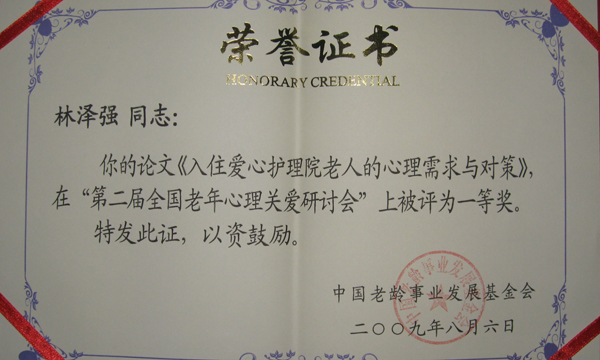 荣誉证书
HONORARY CREDENTIAL
林泽强 同志：
你的论文《入住爱心护理院老人的心理需求与对策》，
在“第二届全国老年心理关爱研讨会”上被评为一等奖。
特发此证，以资鼓励。
中国老龄事业发展基金会
二〇〇九年八月六日